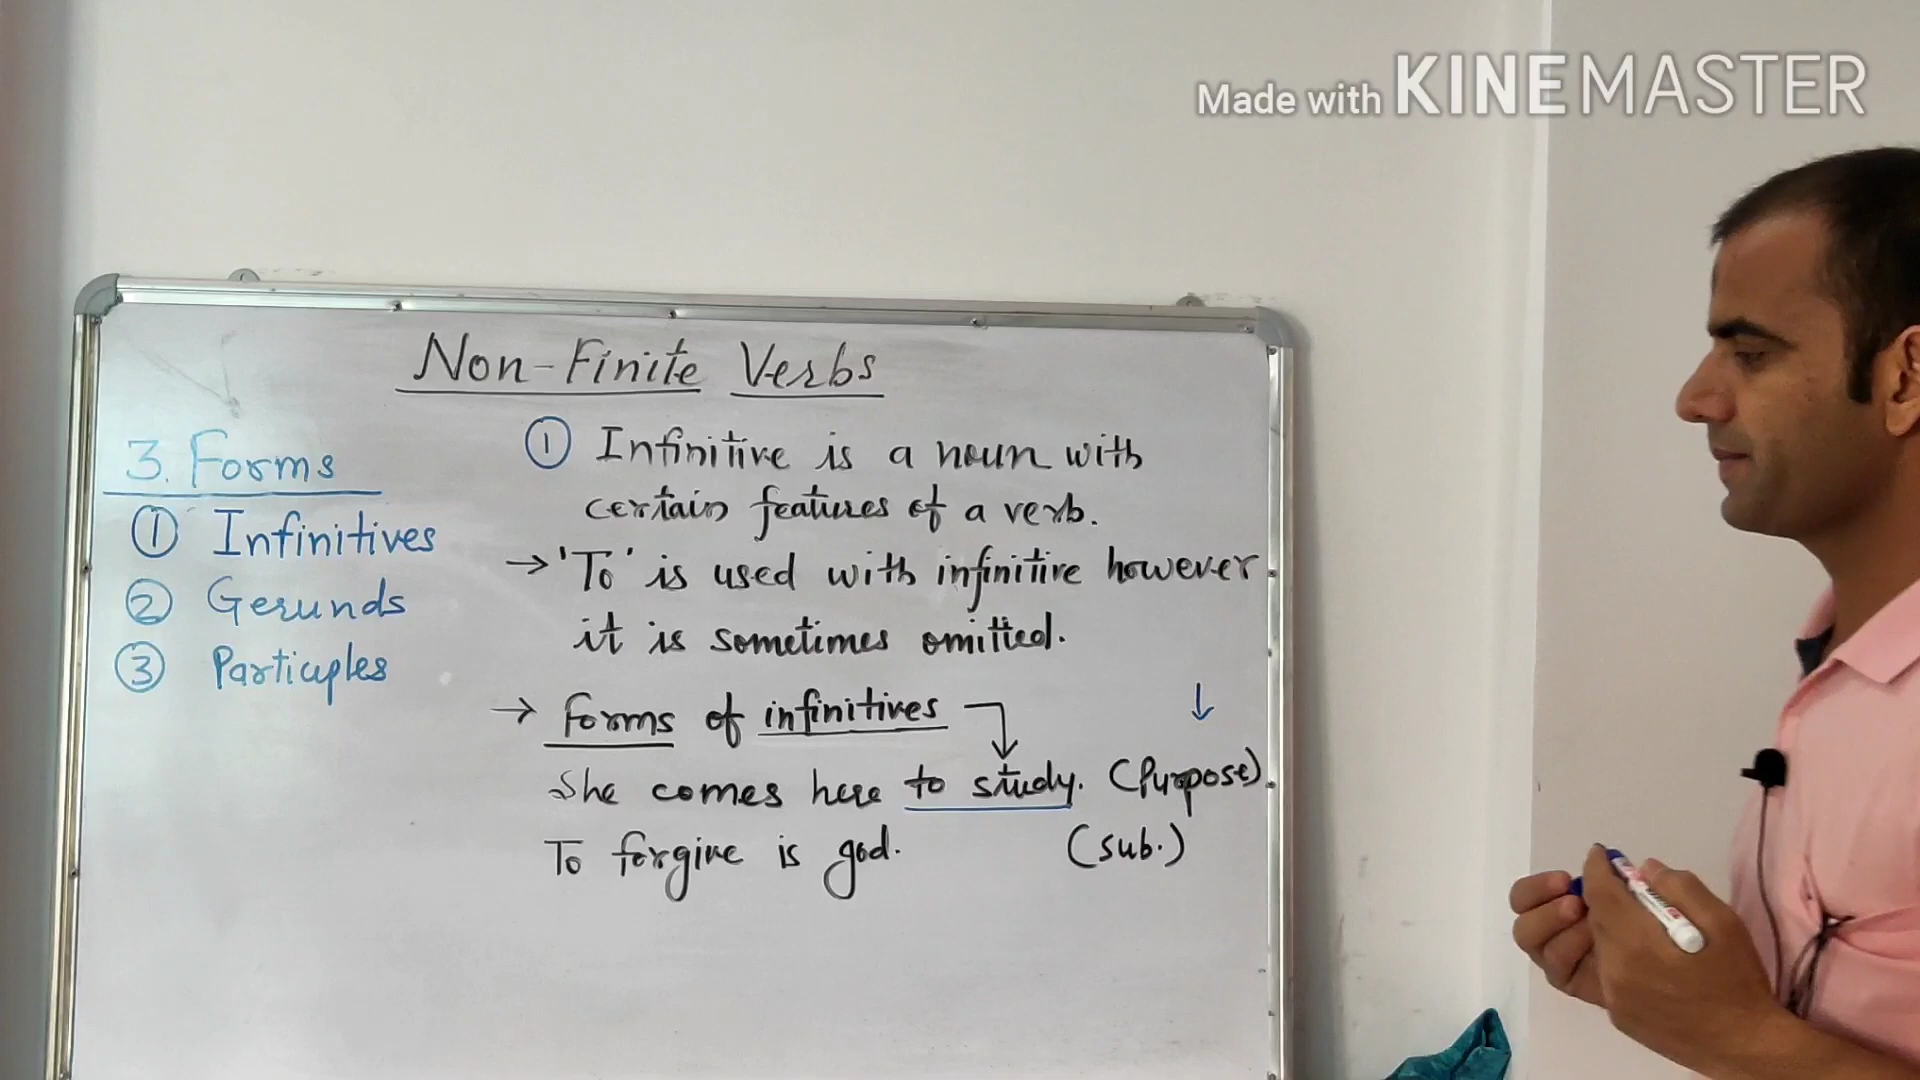 Made with KINEMASTER
Non-Finite Verbs
3. Forms
① Infinitives
② Gerunds
③ Participles
① Infinitive is a noun with
certain features of a verb.
→ 'To' is used with infinitive however
it is sometimes omitted.
→ Forms of infinitives
She comes here to study. (Purpose).
To forgive is god. (sub.)